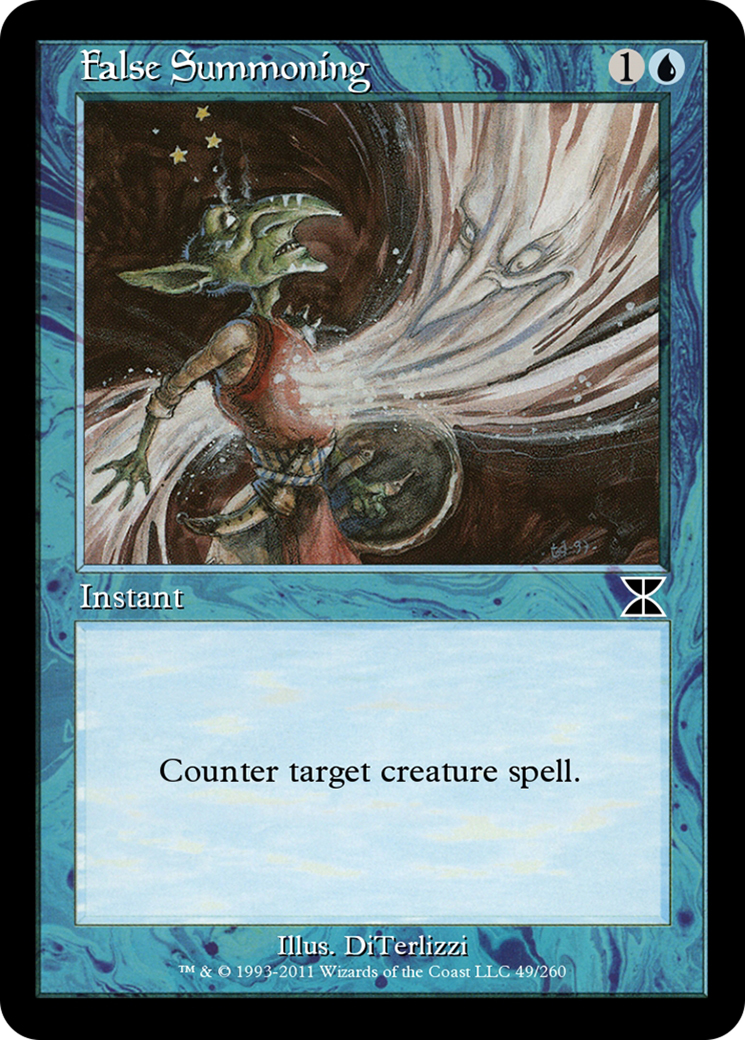 False Summoning
1
Instant
Counter target creature spell.
Illus. DiTerlizzi
™ & © 1993-2011 Wizards of the Coast LLC 49/260